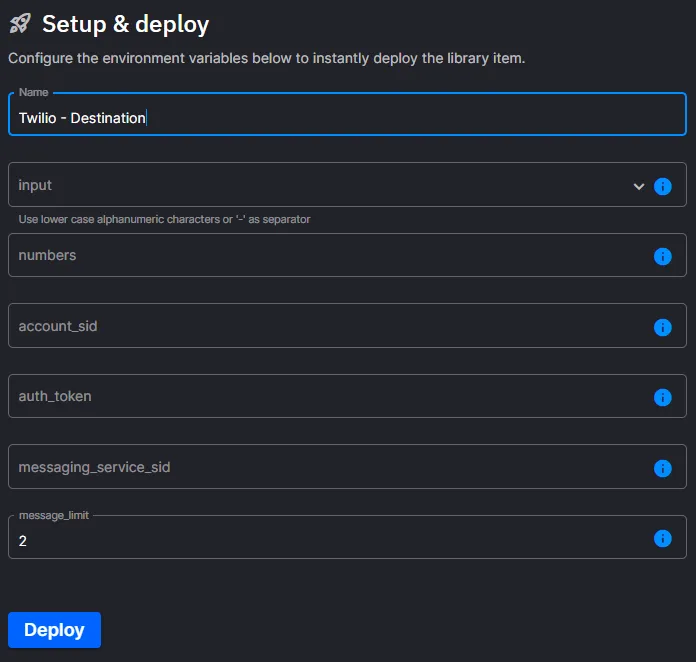 Setup & deploy
Configure the environment variables below to instantly deploy the library item.
Name
Twilio - Destination
input
Use lower case alphanumeric characters or '-' as separator
numbers
account_sid
auth_token
messaging_service_sid
message_limit
2
Deploy